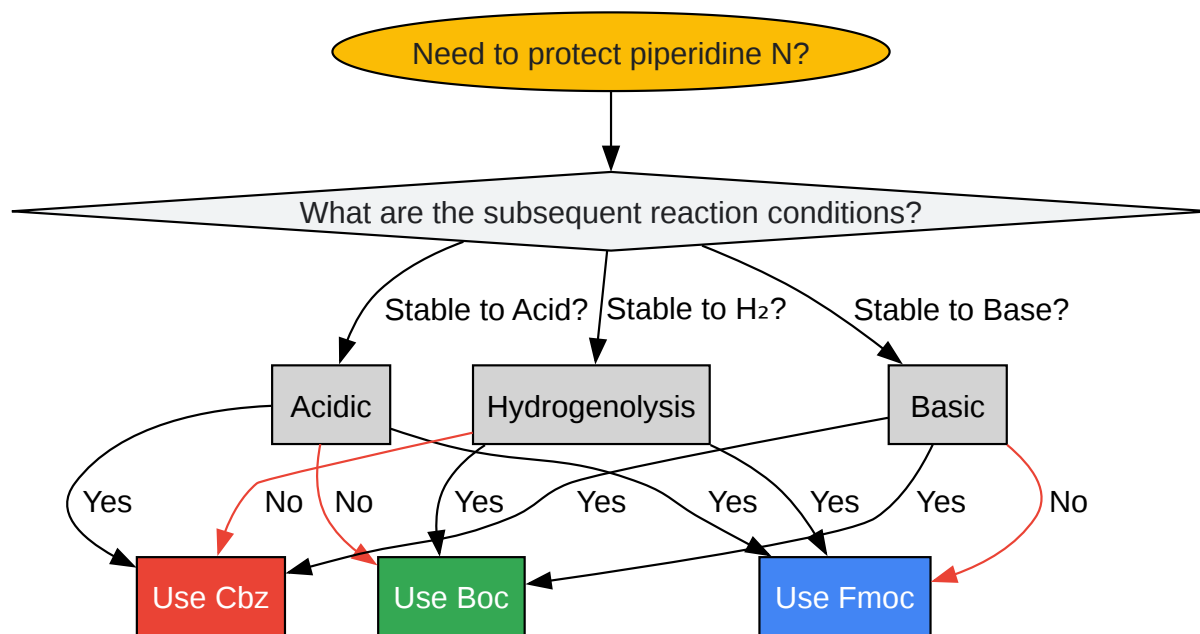 Need to protect piperidine N?
What are the subsequent reaction conditions?
Stable to Acid?
Stable to H₂?
Stable to Base?
Acidic
Hydrogenolysis
Basic
Yes
No
No
Yes
Yes
Yes
Yes
Yes
No
Use Cbz
Use Boc
Use Fmoc